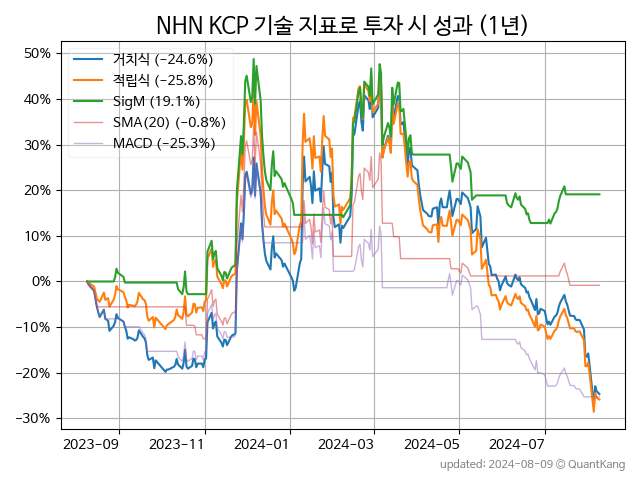 NHN KCP 기술 지표로 투자 시 성과 (1년)
50%
40%
30%
20%
10%
0%
−10%
−20%
−30%
거치식 (−24.6%)
적립식 (−25.8%)
SigM (19.1%)
SMA(20) (−0.8%)
MACD (−25.3%)
2023-09 2023-11 2024-01 2024-03 2024-05 2024-07
updated: 2024-08-09 © QuantKang